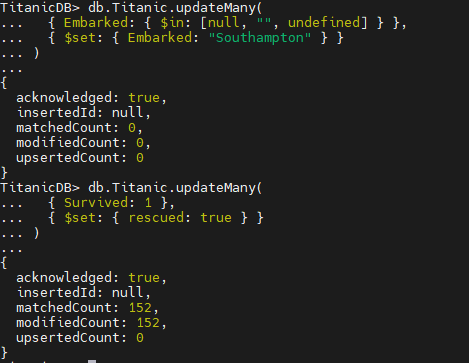 TitanicDB> db.Titanic.updateMany(
...    { Embarked: { $in: [null, "", undefined] } },
...    { $set: { Embarked: "Southampton" } }
... )
...
{
  acknowledged: true,
  insertedId: null,
  matchedCount: 0,
  modifiedCount: 0,
  upsertedCount: 0
}
TitanicDB> db.Titanic.updateMany(
...    { Survived: 1 },
...    { $set: { rescued: true } }
... )
...
{
  acknowledged: true,
  insertedId: null,
  matchedCount: 152,
  modifiedCount: 152,
  upsertedCount: 0
}